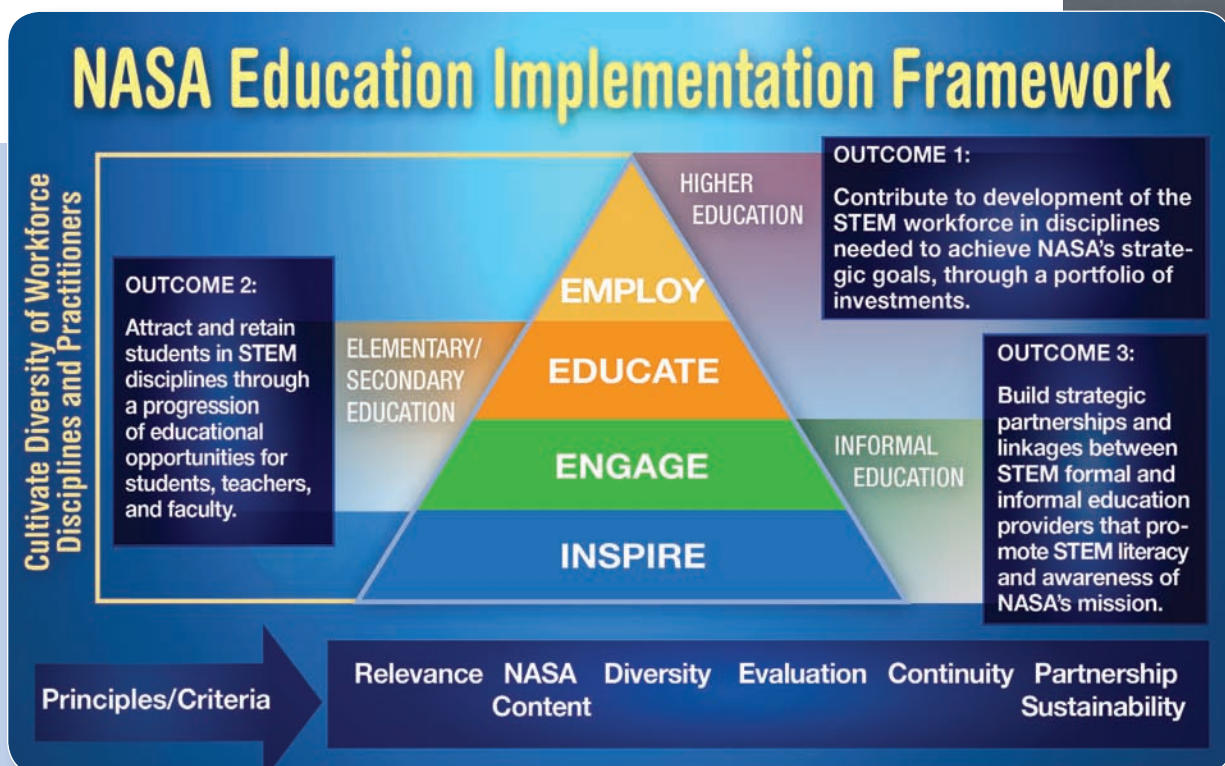 NASA Education Implementation Framework
Cultivate Diversity of Workforce
Disciplines and Practitioners
OUTCOME 2:
Attract and retain
students in STEM
disciplines through
a progression
of educational
opportunities for
students, teachers,
and faculty.
ELEMENTARY/
SECONDARY
EDUCATION
EMPLOY
EDUCATE
ENGAGE
INSPIRE
HIGHER
EDUCATION
OUTCOME 1:
Contribute to development of the
STEM workforce in disciplines
needed to achieve NASA's strate-
gic goals, through a portfolio of
investments.
INFORMAL
EDUCATION
OUTCOME 3:
Build strategic
partnerships and
linkages between
STEM formal and
informal education
providers that pro-
mote STEM literacy
and awareness of
NASA's mission.
Principles/Criteria
Relevance NASA Diversity Evaluation Continuity Partnership
Content Sustainability